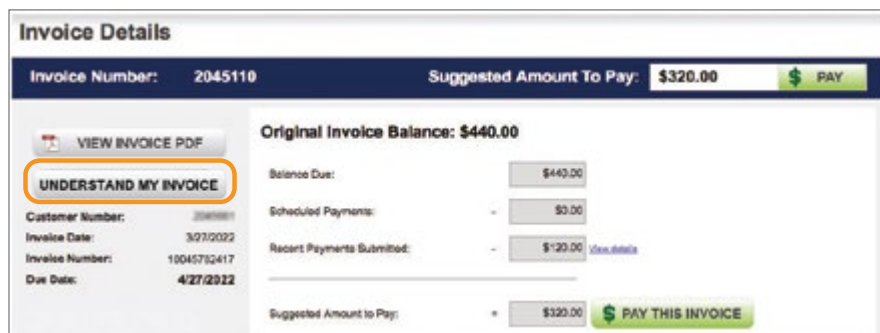 Invoice Details
Invoice Number: 2045110 Suggested Amount To Pay: $320.00 $ PAY
VIEW INVOICE PDF
UNDERSTAND MY INVOICE
Customer Number:
Invoice Date: 3/27/2022
Invoice Number: 10045782417
Due Date: 4/27/2022
Original Invoice Balance: $440.00
Balance Due: $440.00
Scheduled Payments: - $0.00
Recent Payments Submitted: - $120.00 View details
Suggested Amount to Pay: = $320.00 $ PAY THIS INVOICE